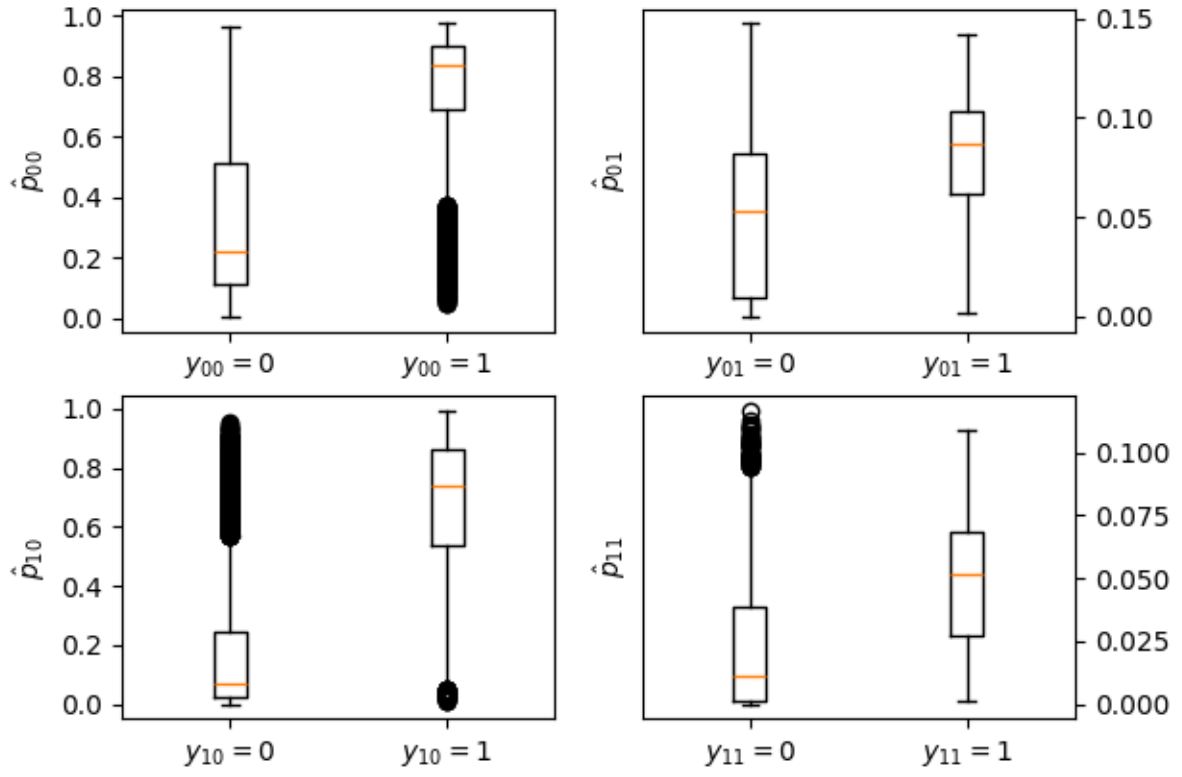 1.0
0.8
0.6
0.4
0.2
0.0
p̂₀₀
y₀₀ = 0 y₀₀ = 1
0.15
0.10
0.05
0.00
p̂₀₁
y₀₁ = 0 y₀₁ = 1
1.0
0.8
0.6
0.4
0.2
0.0
p̂₁₀
y₁₀ = 0 y₁₀ = 1
0.100
0.075
0.050
0.025
0.000
p̂₁₁
y₁₁ = 0 y₁₁ = 1